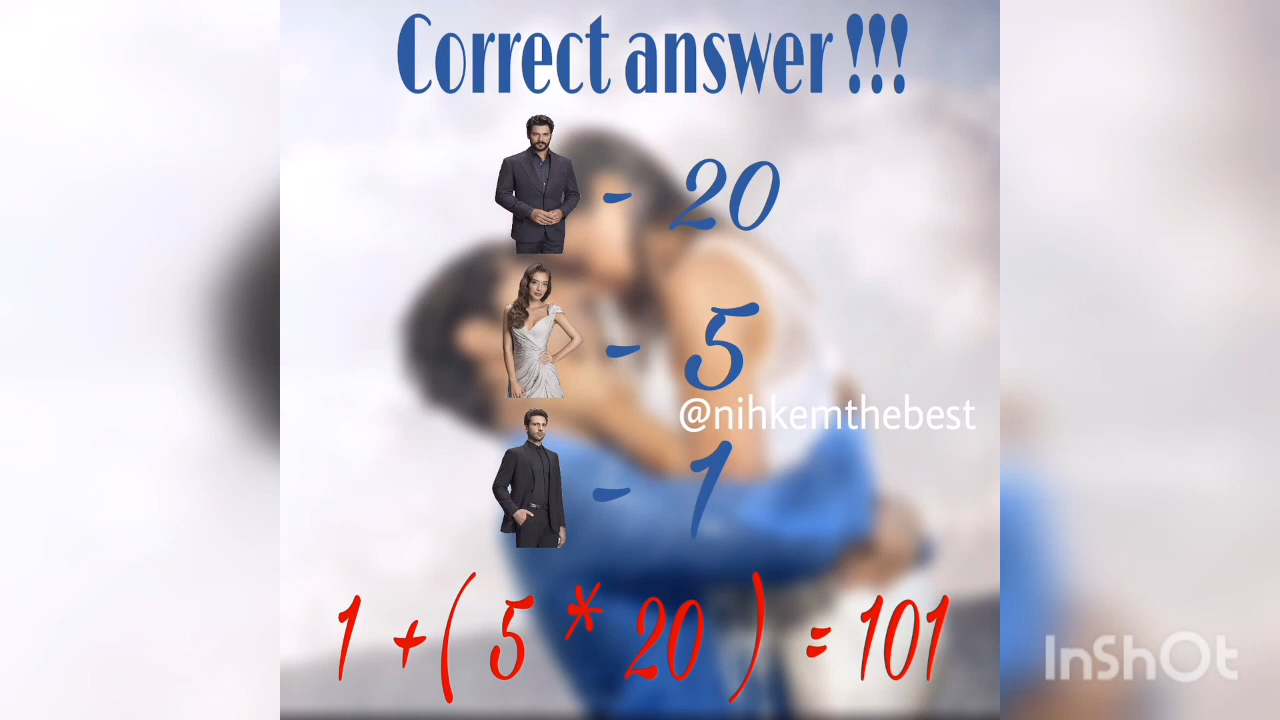 Correct answer !!!
- 20
- 5
@nihkemthebest
- 1
1 + ( 5 * 20 ) = 101
InShOt